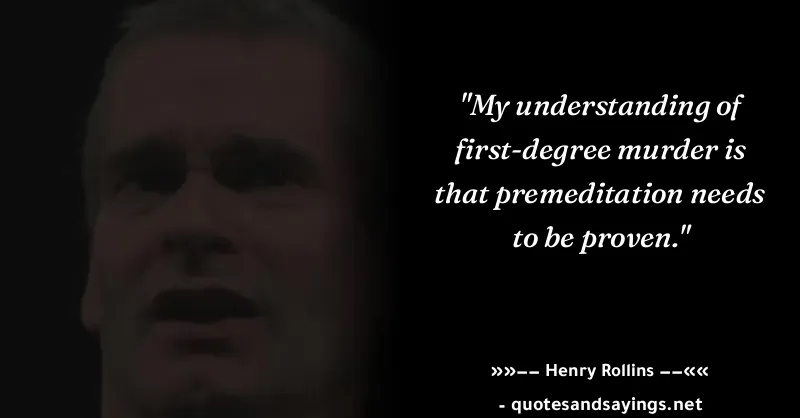 "My understanding of
first-degree murder is
that premeditation needs
to be proven."
»»–– Henry Rollins ––««
- quotesandsayings.net